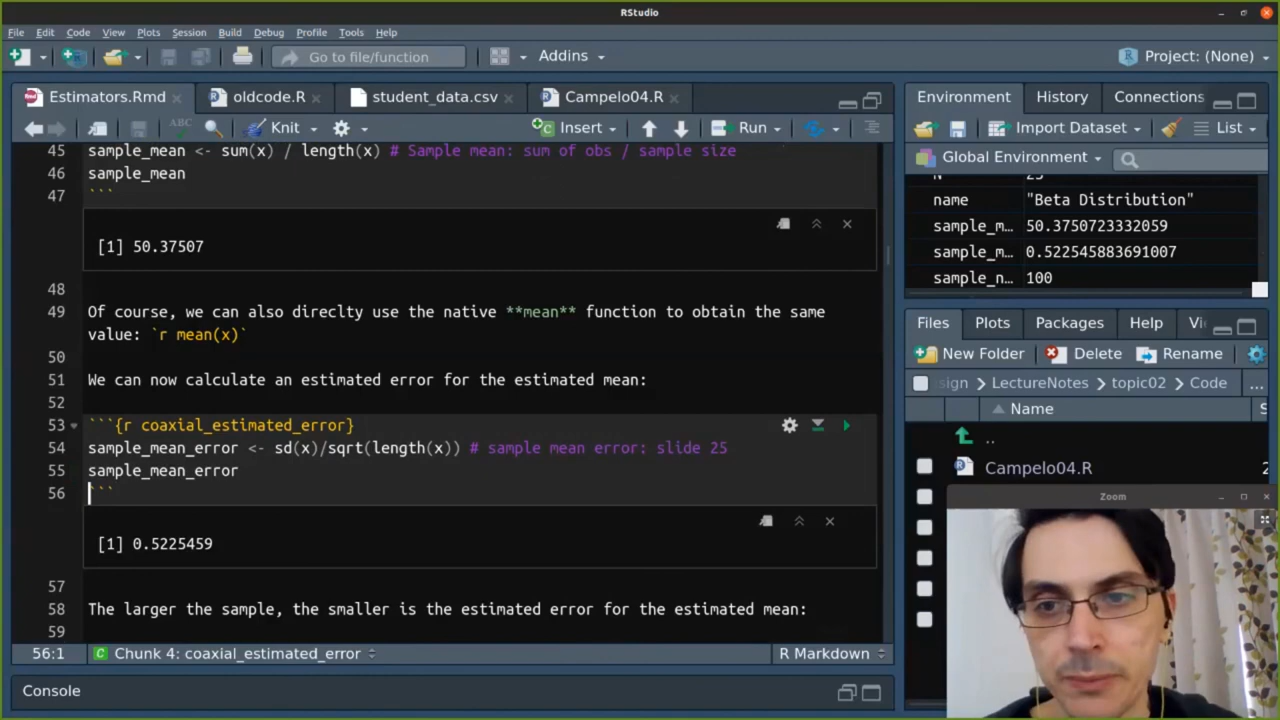 RStudio
File Edit Code View Plots Session Build Debug Profile Tools Help
Go to file/function Addins Project: (None)
Estimators.Rmd oldcode.R student_data.csv Campelo04.R
ABC Knit Insert Run
45 sample_mean <- sum(x) / length(x) # Sample mean: sum of obs / sample size
46 sample_mean
47 ```
[1] 50.37507
48
49 Of course, we can also direclty use the native **mean** function to obtain the same
value: `r mean(x)`
50
51 We can now calculate an estimated error for the estimated mean:
52
53 ```{r coaxial_estimated_error}
54 sample_mean_error <- sd(x)/sqrt(length(x)) # sample mean error: slide 25
55 sample_mean_error
56 ```
[1] 0.5225459
57
58 The larger the sample, the smaller is the estimated error for the estimated mean:
59
56:1 Chunk 4: coaxial_estimated_error R Markdown
Console
Environment History Connections
Import Dataset List
Global Environment
name "Beta Distribution"
sample_m… 50.3750723332059
sample_m… 0.522545883691007
sample_n… 100
Files Plots Packages Help
New Folder Delete Rename
sign LectureNotes topic02 Code ...
Name
..
Campelo04.R
Zoom